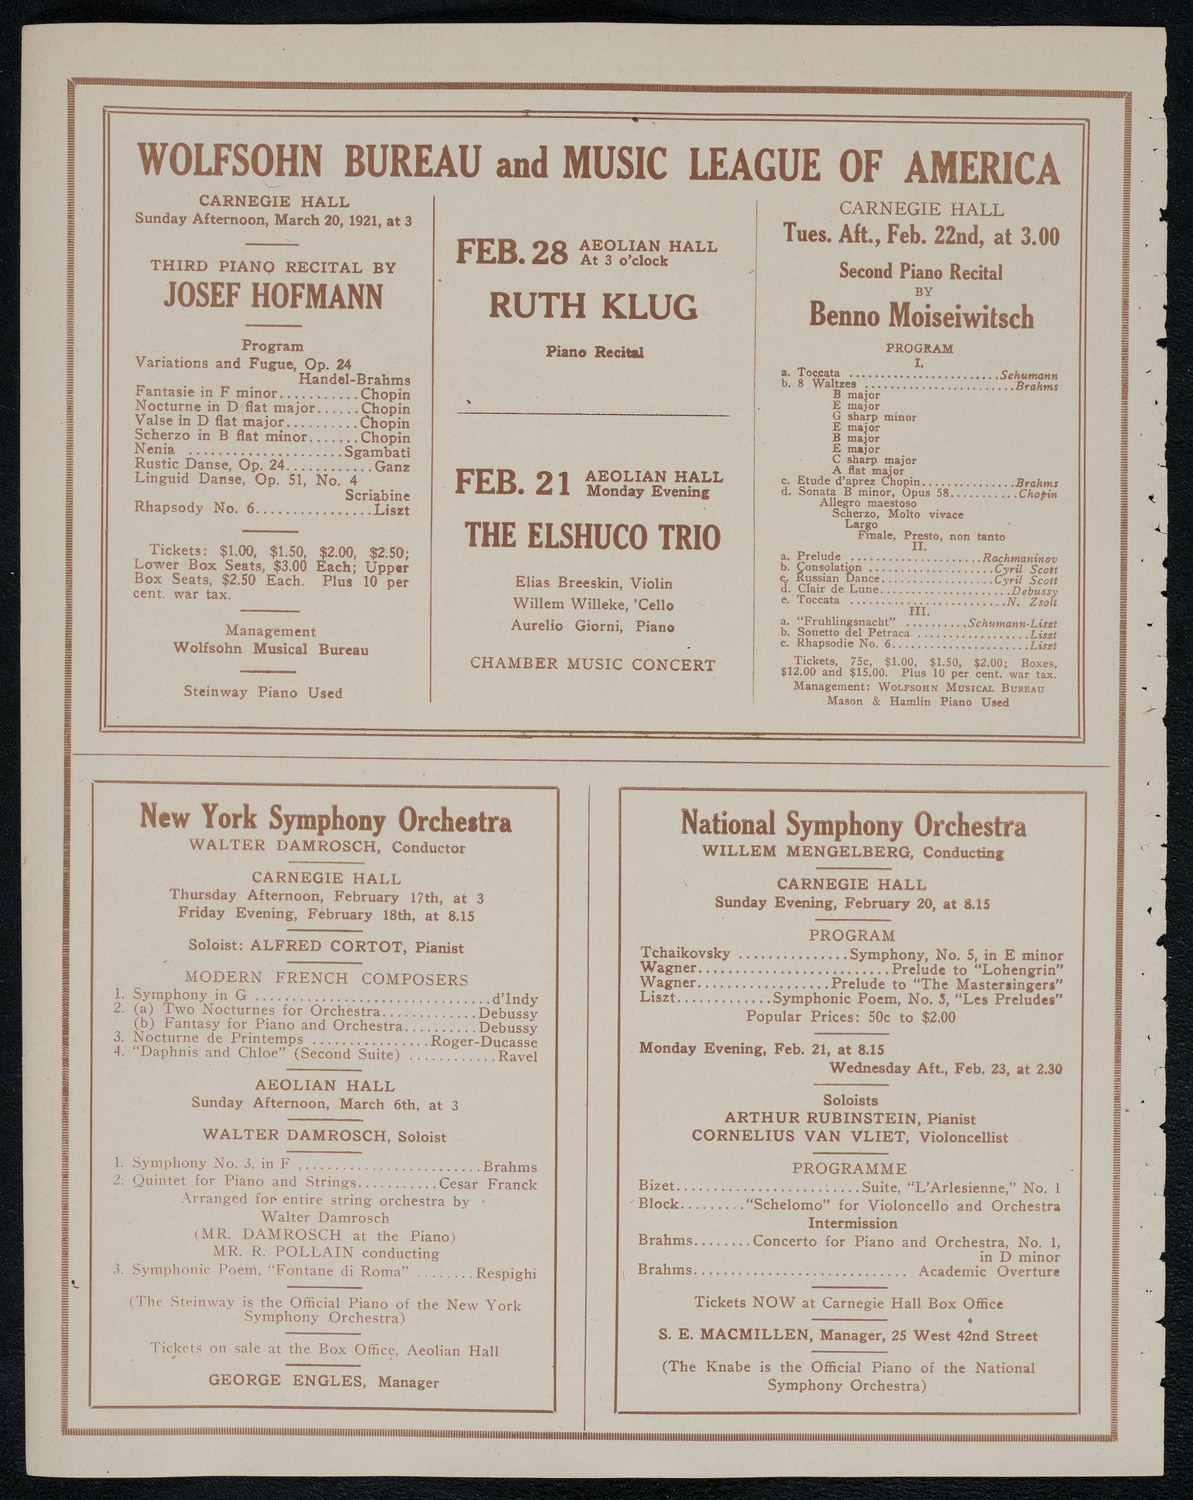 WOLFSOHN BUREAU and MUSIC LEAGUE OF AMERICA
CARNEGIE HALL
Sunday Afternoon, March 20, 1921, at 3
THIRD PIANO RECITAL BY
JOSEF HOFMANN
Program
Variations and Fugue, Op. 24
Handel-Brahms
Fantasie in F minor...........Chopin
Nocturne in D flat major......Chopin
Valse in D flat major..........Chopin
Scherzo in B flat minor.......Chopin
Nenia .....................Sgambati
Rustic Danse, Op. 24............Ganz
Linguid Danse, Op. 51, No. 4
Scriabine
Rhapsody No. 6................Liszt
Tickets: $1.00, $1.50, $2.00, $2.50;
Lower Box Seats, $3.00 Each; Upper
Box Seats, $2.50 Each. Plus 10 per
cent. war tax.
Management
Wolfsohn Musical Bureau
Steinway Piano Used
FEB. 28 AEOLIAN HALL
At 3 o'clock
RUTH KLUG
Piano Recital
FEB. 21 AEOLIAN HALL
Monday Evening
THE ELSHUCO TRIO
Elias Breeskin, Violin
Willem Willeke, 'Cello
Aurelio Giorni, Piano
CHAMBER MUSIC CONCERT
CARNEGIE HALL
Tues. Aft., Feb. 22nd, at 3.00
Second Piano Recital
BY
Benno Moiseiwitsch
PROGRAM
I.
a. Toccata .......................Schumann
b. 8 Waltzes .......................Brahms
B major
E major
G sharp minor
E major
B major
E major
C sharp major
A flat major
c. Etude d'aprez Chopin..............Brahms
d. Sonata B minor, Opus 58..........Chopin
Allegro maestoso
Scherzo, Molto vivace
Largo
Finale, Presto, non tanto
II.
a. Prelude ....................Rachmaninov
b. Consolation ...................Cyril Scott
c. Russian Dance.................Cyril Scott
d. Clair de Lune....................Debussy
e. Toccata ........................N. Zsolt
III.
a. "Fruhlingsnacht" ..........Schumann-Liszt
b. Sonetto del Petraca .................Liszt
c. Rhapsodie No. 6.....................Liszt
Tickets, 75c, $1.00, $1.50, $2.00; Boxes,
$12.00 and $15.00. Plus 10 per cent. war tax.
Management: WOLFSOHN MUSICAL BUREAU
Mason & Hamlin Piano Used
New York Symphony Orchestra
WALTER DAMROSCH, Conductor
CARNEGIE HALL
Thursday Afternoon, February 17th, at 3
Friday Evening, February 18th, at 8.15
Soloist: ALFRED CORTOT, Pianist
MODERN FRENCH COMPOSERS
1. Symphony in G ..............................d'Indy
2. (a) Two Nocturnes for Orchestra............Debussy
(b) Fantasy for Piano and Orchestra.........Debussy
3. Nocturne de Printemps ...............Roger-Ducasse
4. "Daphnis and Chloe" (Second Suite) ...........Ravel
AEOLIAN HALL
Sunday Afternoon, March 6th, at 3
WALTER DAMROSCH, Soloist
1. Symphony No. 3, in F ........................Brahms
2. Quintet for Piano and Strings...........Cesar Franck
Arranged for entire string orchestra by
Walter Damrosch
(MR. DAMROSCH at the Piano)
MR. R. POLLAIN conducting
3. Symphonic Poem, "Fontane di Roma" ........Respighi
(The Steinway is the Official Piano of the New York
Symphony Orchestra)
Tickets on sale at the Box Office, Aeolian Hall
GEORGE ENGLES, Manager
National Symphony Orchestra
WILLEM MENGELBERG, Conducting
CARNEGIE HALL
Sunday Evening, February 20, at 8.15
PROGRAM
Tchaikovsky ..............Symphony, No. 5, in E minor
Wagner.........................Prelude to "Lohengrin"
Wagner.................Prelude to "The Mastersingers"
Liszt............Symphonic Poem, No. 3, "Les Preludes"
Popular Prices: 50c to $2.00
Monday Evening, Feb. 21, at 8.15
Wednesday Aft., Feb. 23, at 2.30
Soloists
ARTHUR RUBINSTEIN, Pianist
CORNELIUS VAN VLIET, Violoncellist
PROGRAMME
Bizet........................Suite, "L'Arlesienne," No. 1
Block.........."Schelomo" for Violoncello and Orchestra
Intermission
Brahms........Concerto for Piano and Orchestra, No. 1,
in D minor
Brahms........................... Academic Overture
Tickets NOW at Carnegie Hall Box Office
S. E. MACMILLEN, Manager, 25 West 42nd Street
(The Knabe is the Official Piano of the National
Symphony Orchestra)